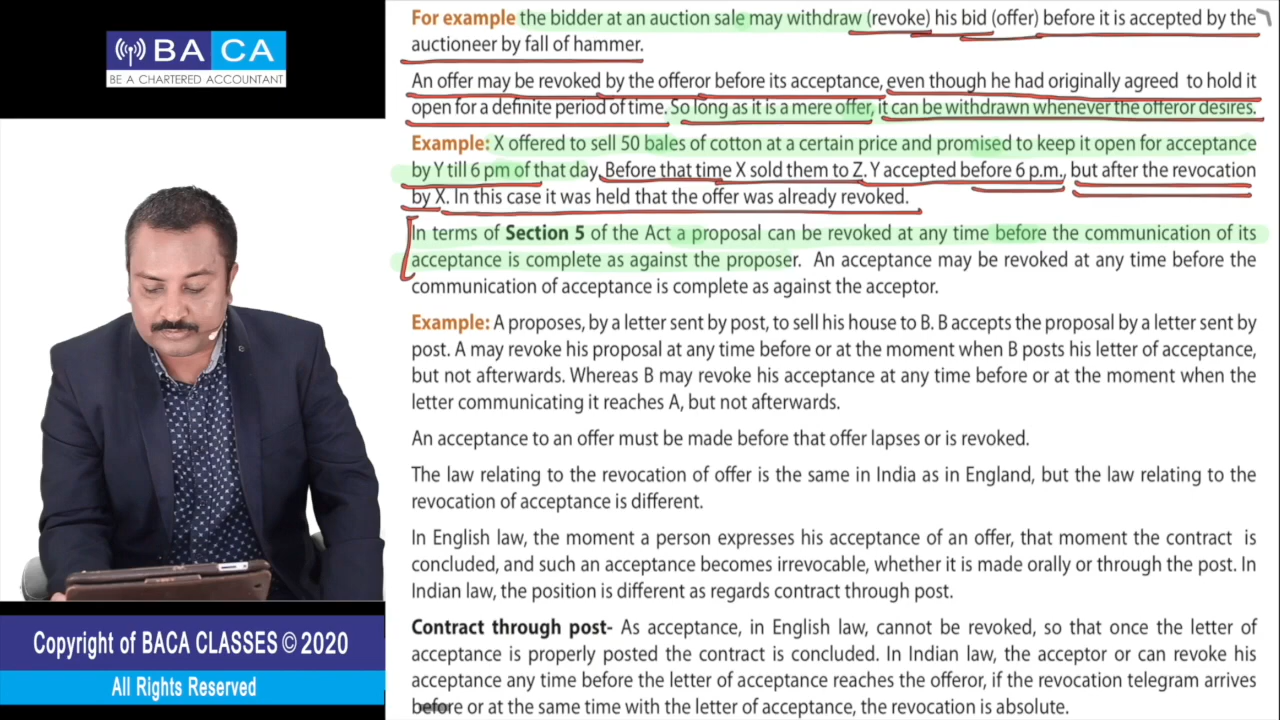 BACA
BE A CHARTERED ACCOUNTANT
For example the bidder at an auction sale may withdraw (revoke) his bid (offer) before it is accepted by the
auctioneer by fall of hammer.
An offer may be revoked by the offeror before its acceptance, even though he had originally agreed to hold it
open for a definite period of time. So long as it is a mere offer, it can be withdrawn whenever the offeror desires.
Example: X offered to sell 50 bales of cotton at a certain price and promised to keep it open for acceptance
by Y till 6 pm of that day. Before that time X sold them to Z. Y accepted before 6 p.m., but after the revocation
by X. In this case it was held that the offer was already revoked.
In terms of Section 5 of the Act a proposal can be revoked at any time before the communication of its
acceptance is complete as against the proposer. An acceptance may be revoked at any time before the
communication of acceptance is complete as against the acceptor.
Example: A proposes, by a letter sent by post, to sell his house to B. B accepts the proposal by a letter sent by
post. A may revoke his proposal at any time before or at the moment when B posts his letter of acceptance,
but not afterwards. Whereas B may revoke his acceptance at any time before or at the moment when the
letter communicating it reaches A, but not afterwards.
An acceptance to an offer must be made before that offer lapses or is revoked.
The law relating to the revocation of offer is the same in India as in England, but the law relating to the
revocation of acceptance is different.
In English law, the moment a person expresses his acceptance of an offer, that moment the contract is
concluded, and such an acceptance becomes irrevocable, whether it is made orally or through the post. In
Indian law, the position is different as regards contract through post.
Contract through post- As acceptance, in English law, cannot be revoked, so that once the letter of
acceptance is properly posted the contract is concluded. In Indian law, the acceptor or can revoke his
acceptance any time before the letter of acceptance reaches the offeror, if the revocation telegram arrives
before or at the same time with the letter of acceptance, the revocation is absolute.
Copyright of BACA CLASSES © 2020
All Rights Reserved